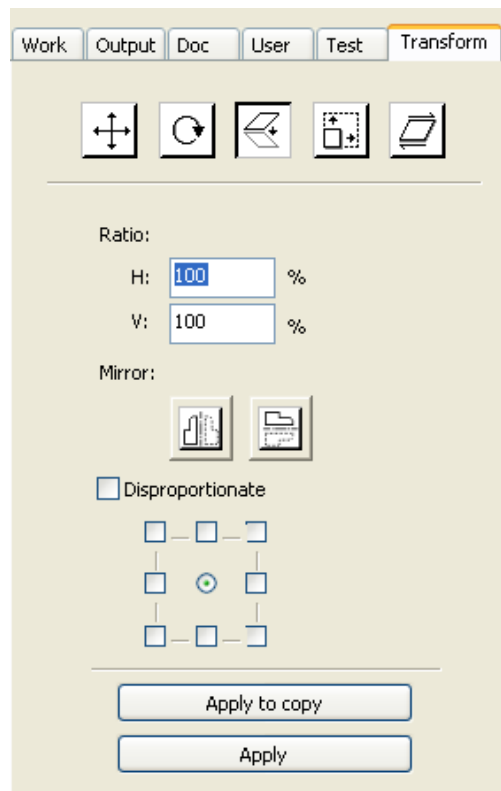 Work Output Doc User Test Transform
Ratio:
H: 100 %
V: 100 %
Mirror:
Disproportionate
Apply to copy
Apply